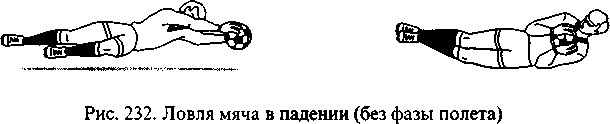 Рис. 232. Ловля мяча в падении (без фазы полета)